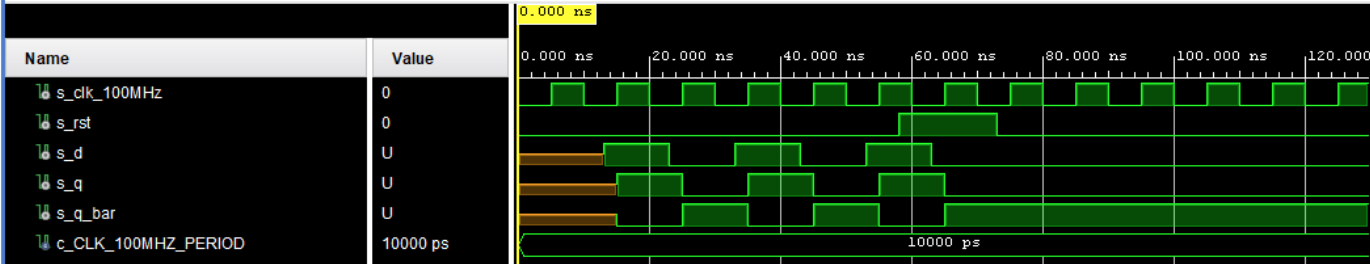 0.000 ns
Name Value 0.000 ns 20.000 ns 40.000 ns 60.000 ns 80.000 ns 100.000 ns 120.000
s_clk_100MHz 0
s_rst 0
s_d U
s_q U
s_q_bar U
c_CLK_100MHZ_PERIOD 10000 ps 10000 ps